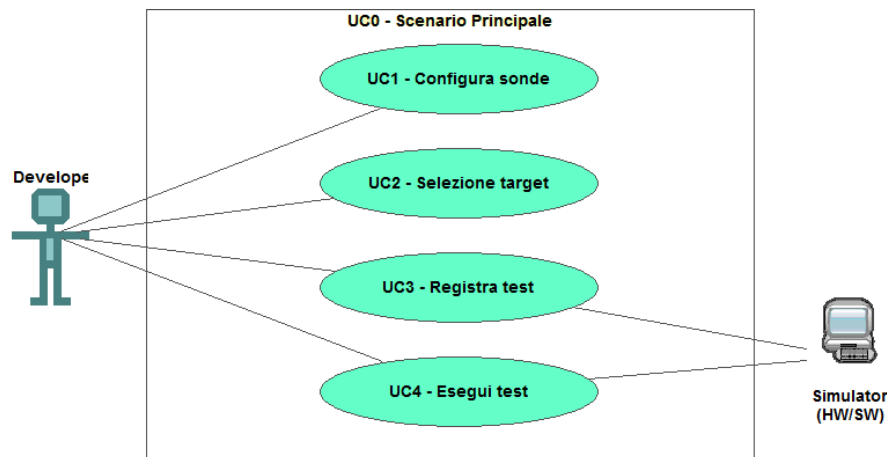 UC0 - Scenario Principale
UC1 - Configura sonde
Develope
UC2 - Selezione target
UC3 - Registra test
UC4 - Esegui test
Simulator
(HW/SW)